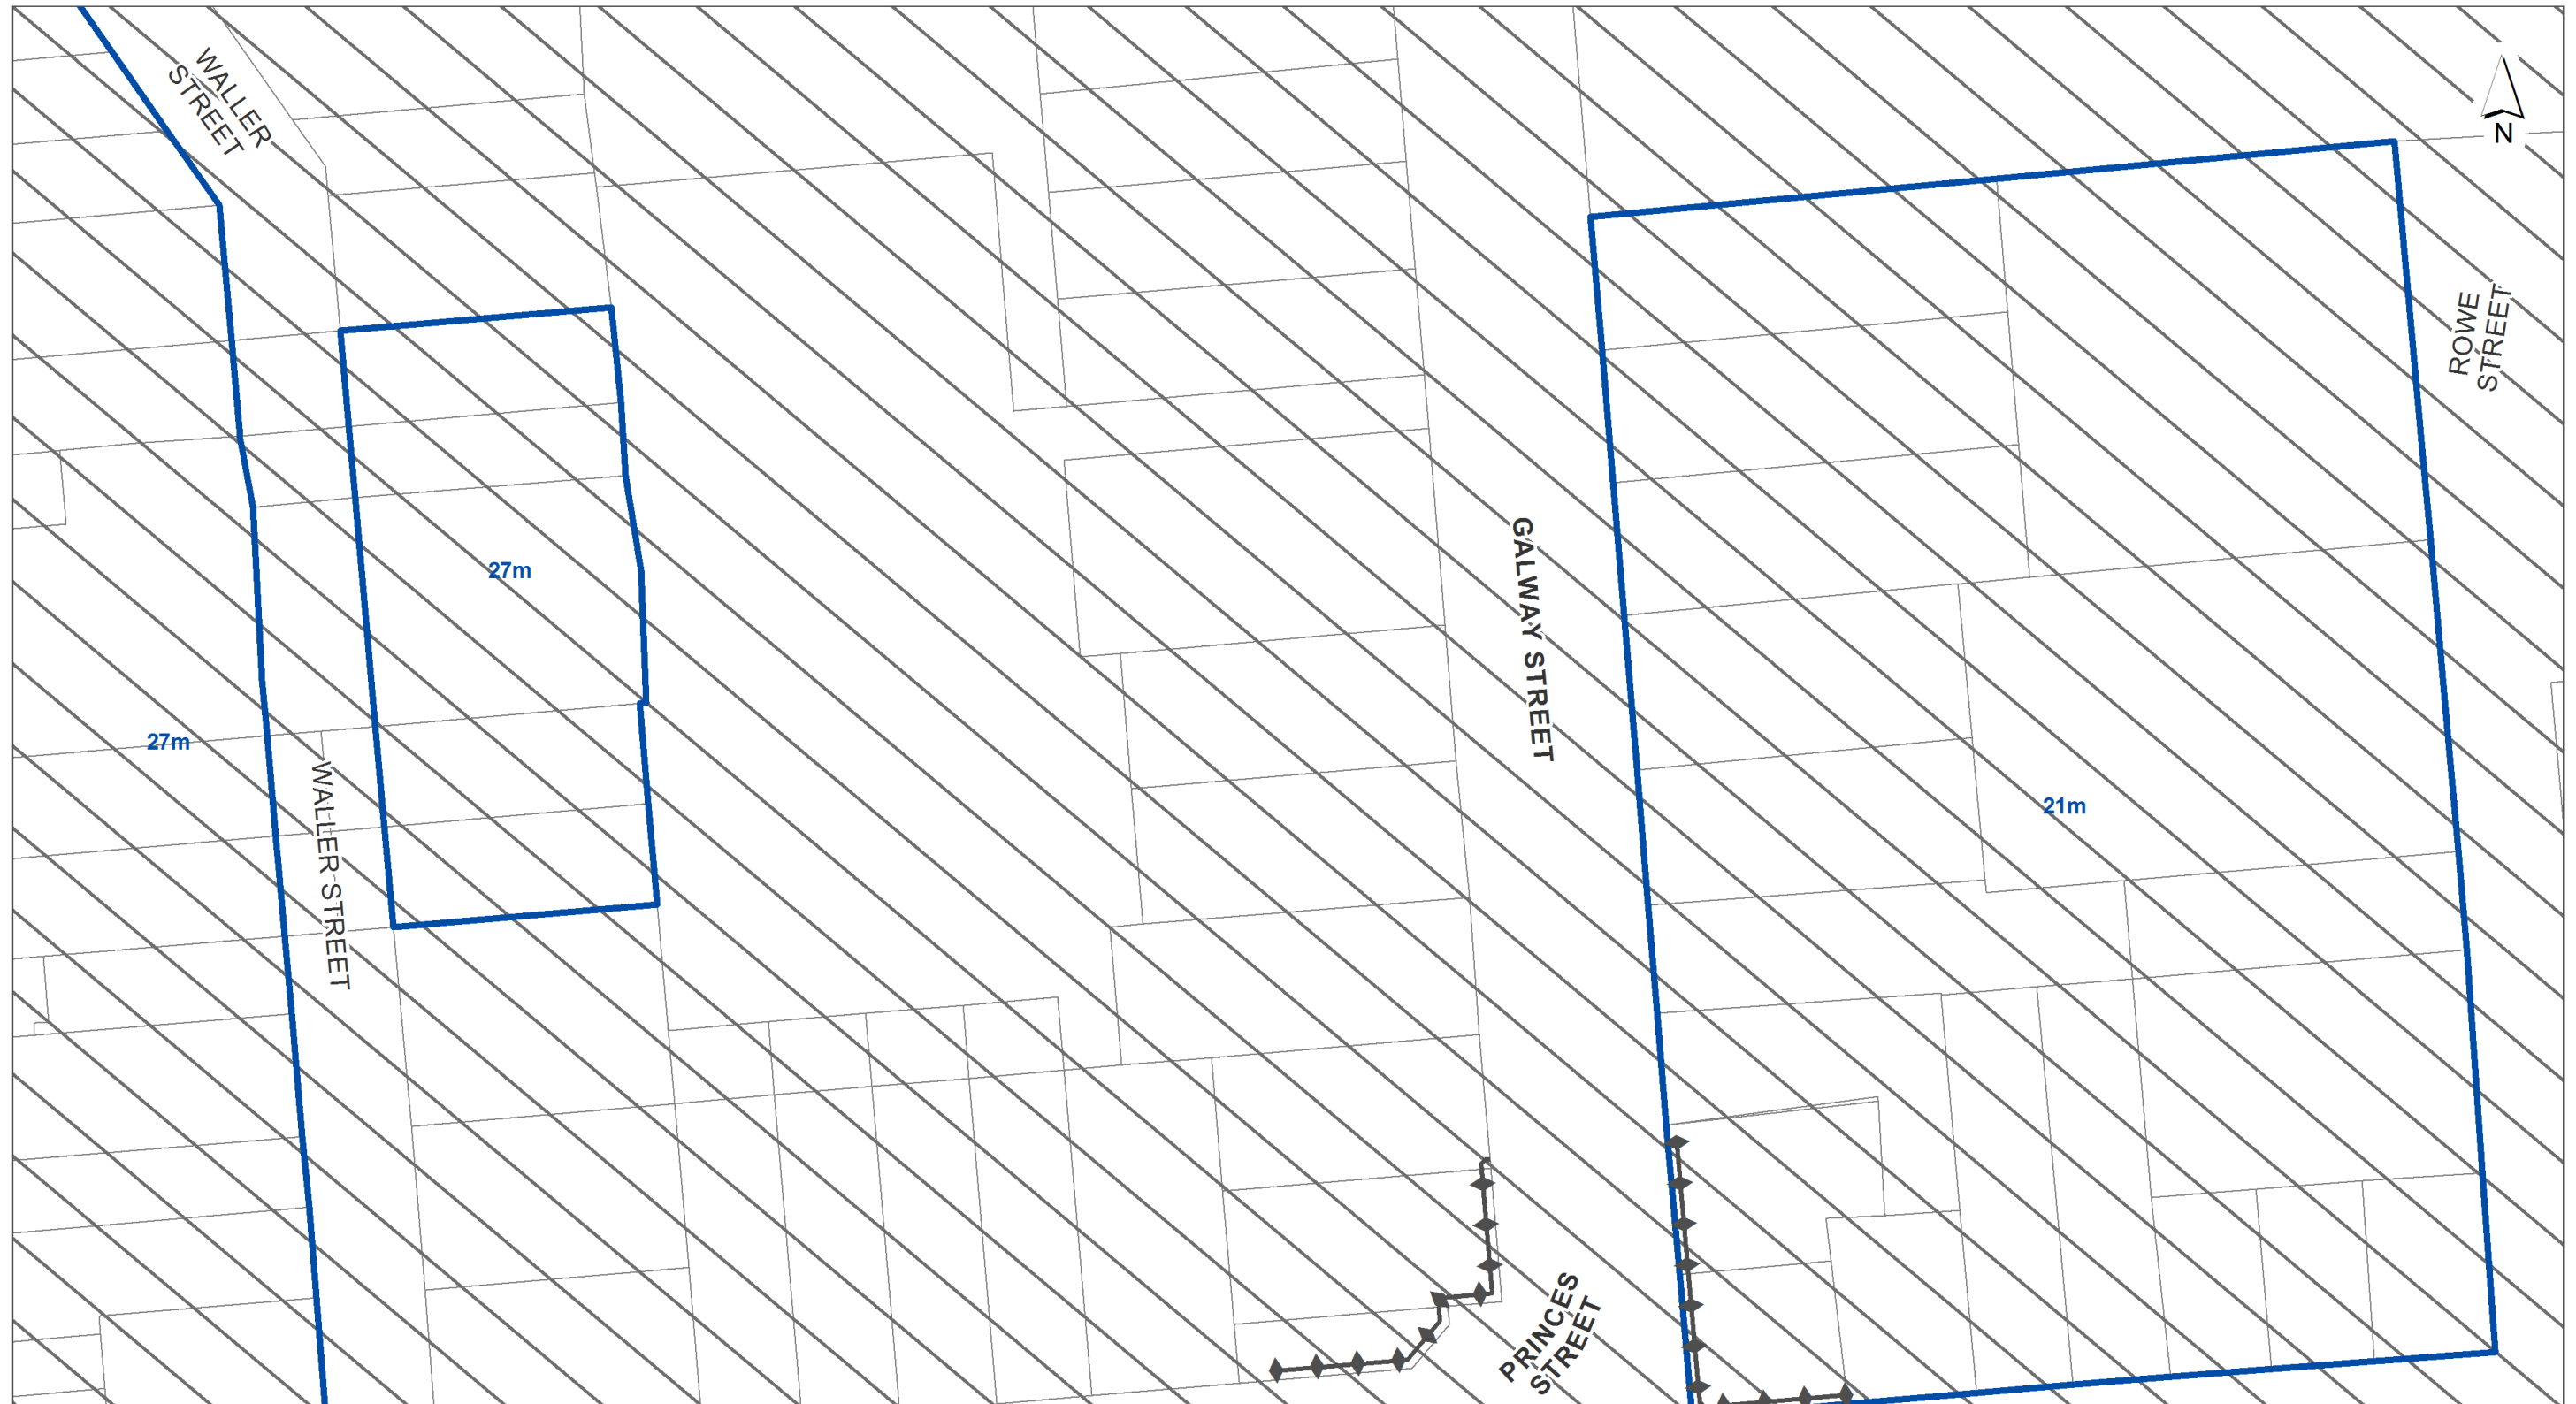 WALLER
STREET
N
ROWE
STREET
27m
GALWAY STREET
27m
WALLER STREET
21m
PRINCES
STREET